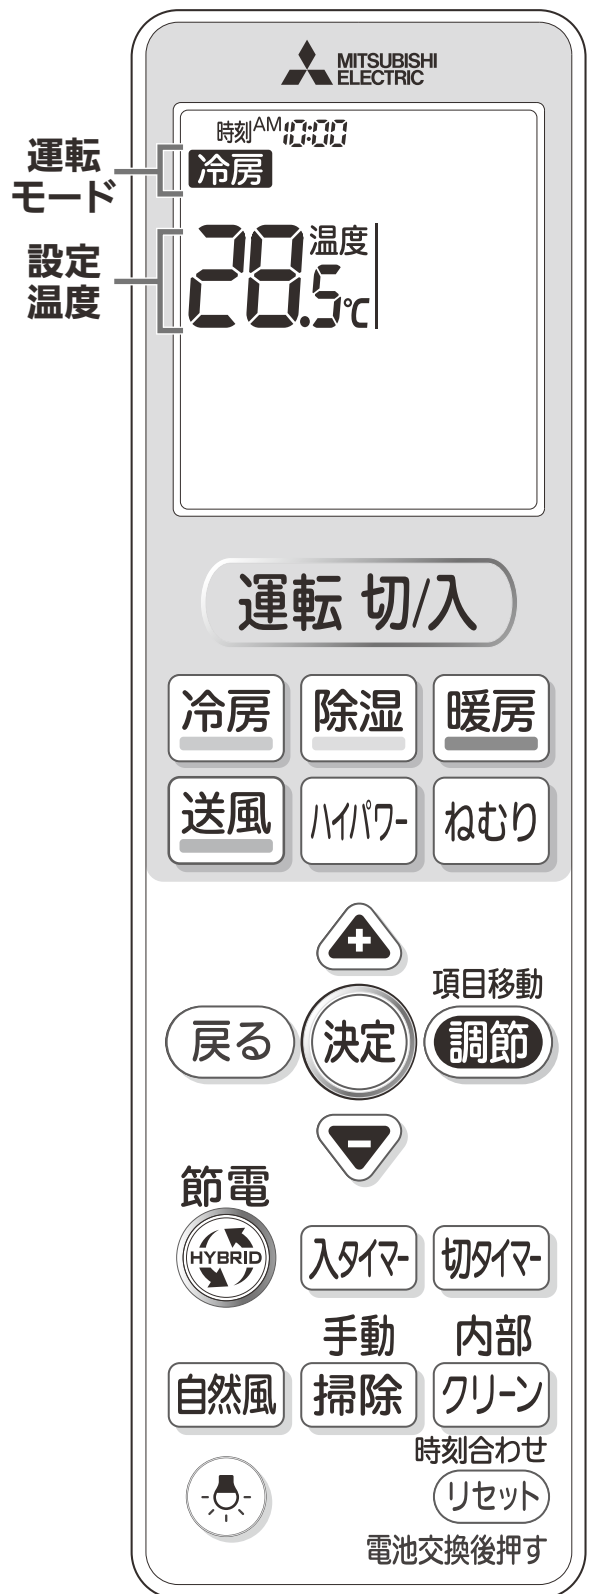 MITSUBISHI
ELECTRIC
時刻AM10:00
運転
モード
冷房
設定
温度
28.5℃
温度
運転 切/入
冷房 除湿 暖房
送風 ハイパワー ねむり
+
項目移動
戻る 決定 調節
-
節電
HYBRID 入タイマー 切タイマー
手動 内部
自然風 掃除 クリーン
時刻合わせ
リセット
電池交換後押す